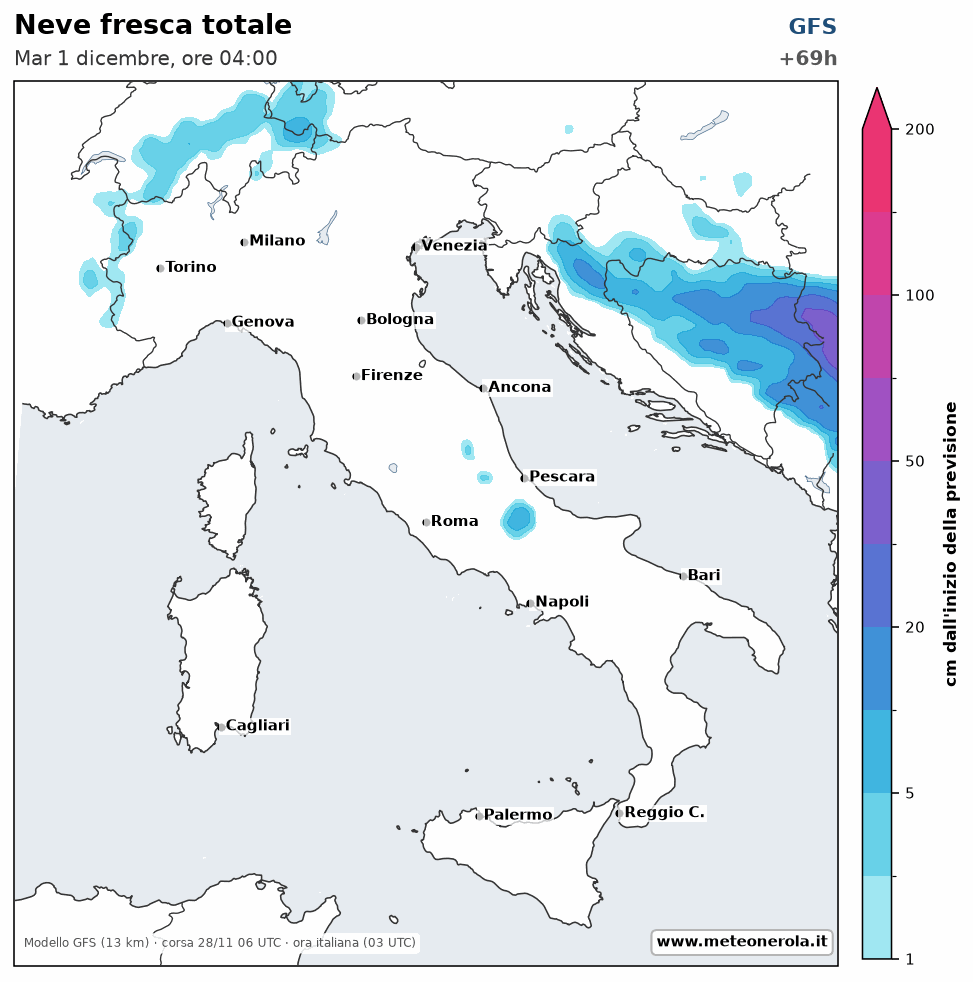 Neve fresca totale
GFS
Mar 1 dicembre, ore 04:00
+69h
200
100
50
20
5
1
cm dall'inizio della previsione
Milano
Venezia
Torino
Genova
Bologna
Firenze
Ancona
Pescara
Roma
Bari
Napoli
Cagliari
Palermo
Reggio C.
Modello GFS (13 km) · corsa 28/11 06 UTC · ora italiana (03 UTC)
www.meteonerola.it